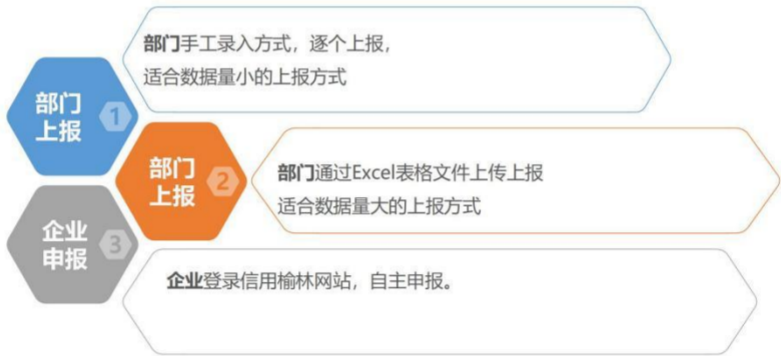 部门手工录入方式，逐个上报，
适合数据量小的上报方式
部门
上报
1
部门
上报
2
部门通过Excel表格文件上传上报
适合数据量大的上报方式
企业
申报
3
企业登录信用榆林网站，自主申报。